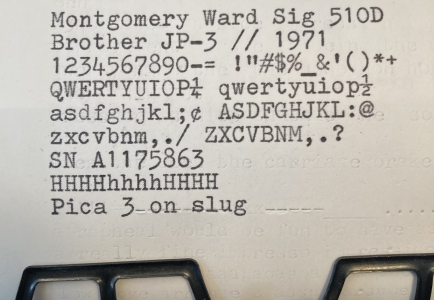 Montgomery Ward Sig 510D
Brother JP-3 // 1971
1234567890-= !"#$%_&'()*+
QWERTYUIOP¼ qwertyuiop½
asdfghjkl;¢ ASDFGHJKL:@
zxcvbnm,./ ZXCVBNM,.?
SN A1175863
HHHHhhhhHHHH
Pica 3 on slug